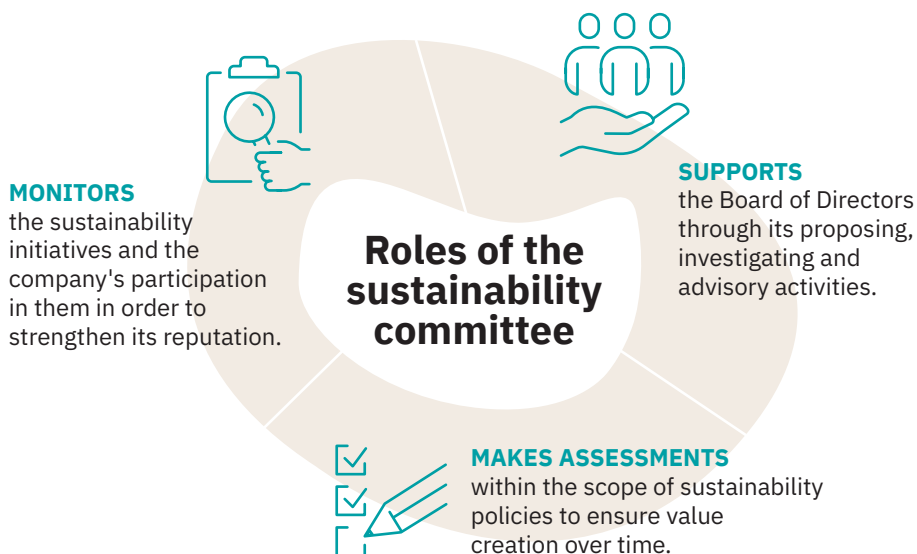 MONITORS
the sustainability
initiatives and the
company's participation
in them in order to
strengthen its reputation.
Roles of the
sustainability
committee
SUPPORTS
the Board of Directors
through its proposing,
investigating and
advisory activities.
MAKES ASSESSMENTS
within the scope of sustainability
policies to ensure value
creation over time.